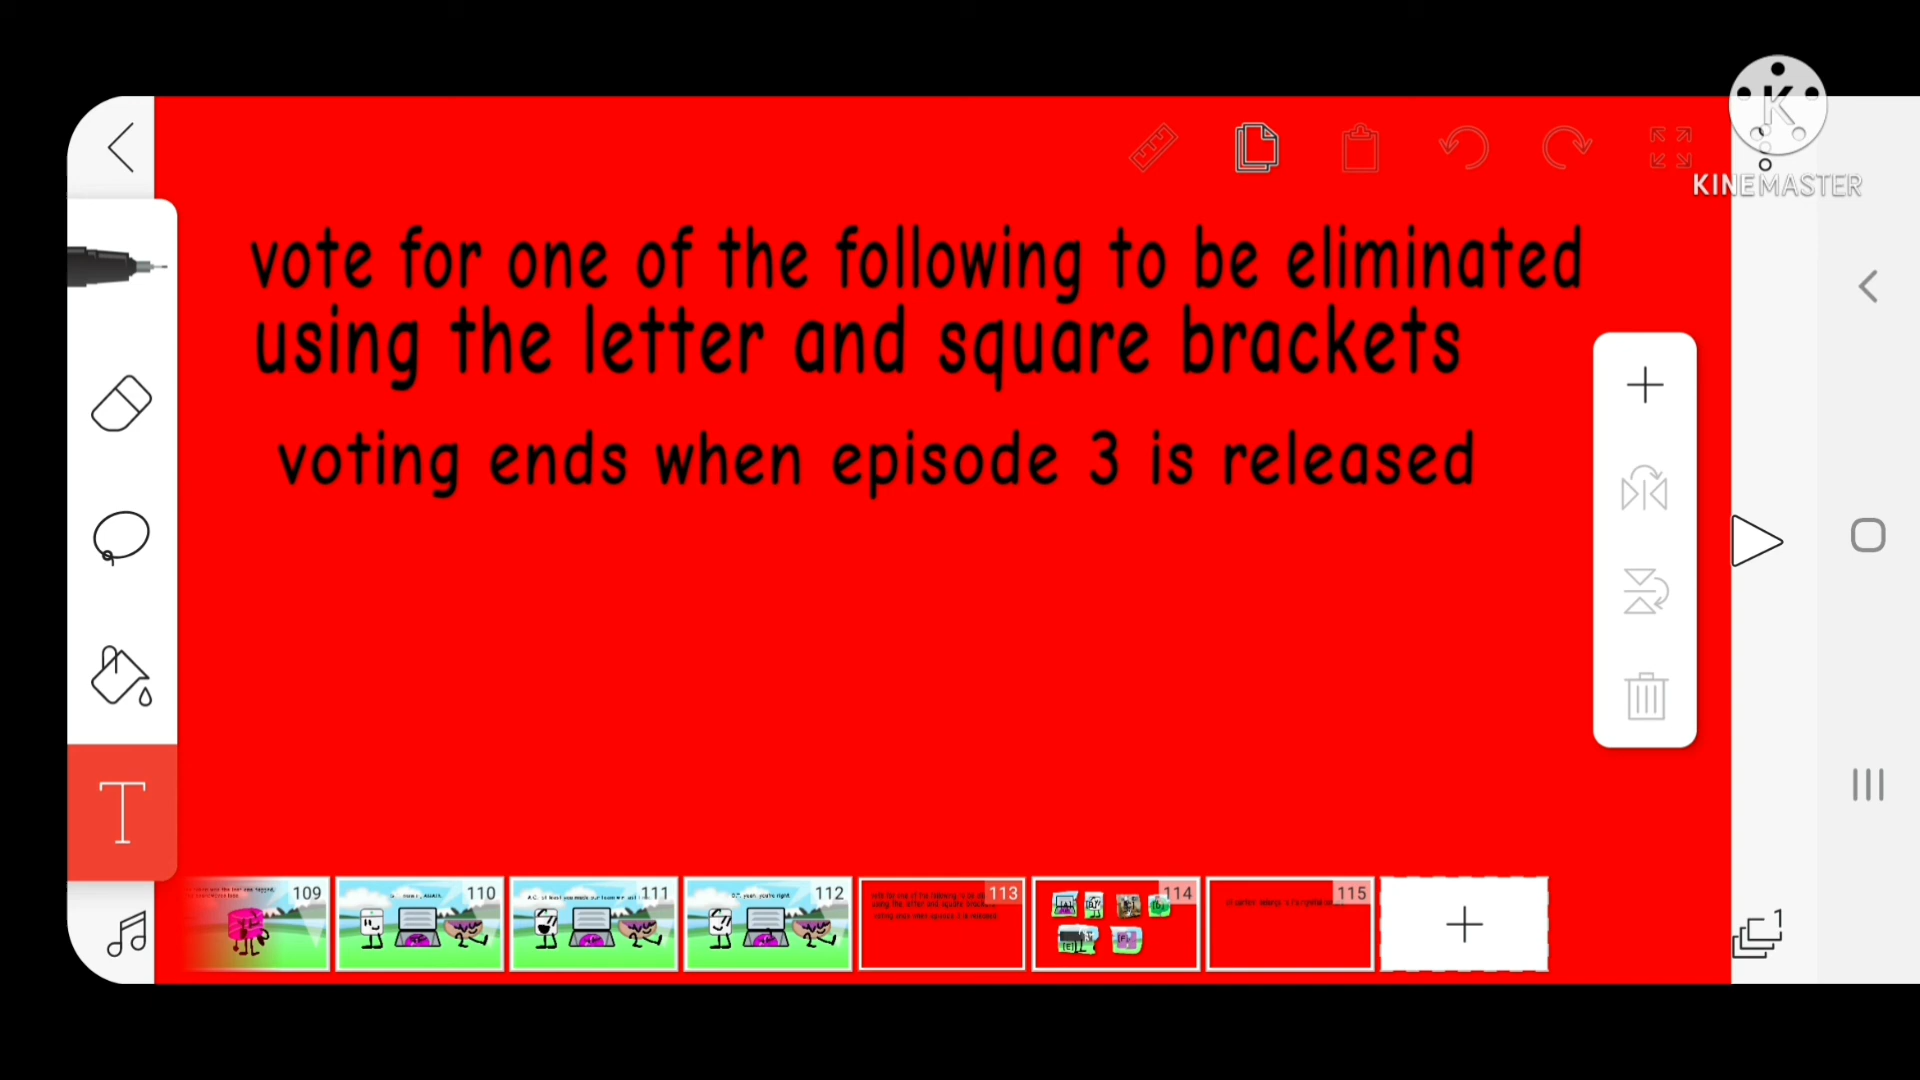 KINEMASTER
vote for one of the following to be eliminated
using the letter and square brackets
voting ends when episode 3 is released
109
110
111
112
113
114
115
1